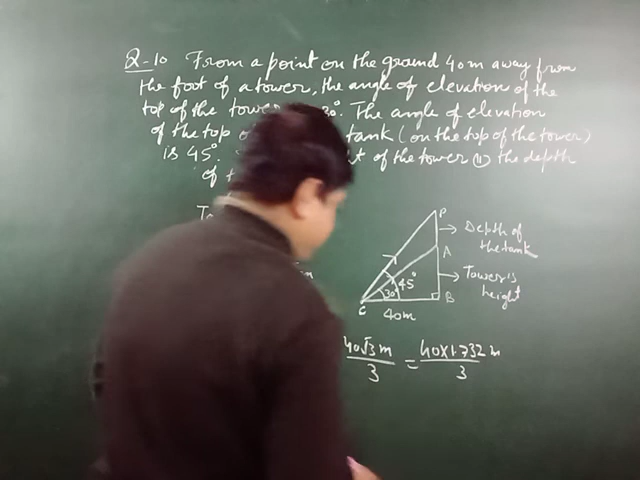 Q-10 From a point on the ground 40m away from
the foot of a tower, the angle of elevation of the
top of the tower 30°. The angle of elevation
of the top tank (on the top of the tower)
is 45° of the tower (ii) the depth
of
P
→ Depth of
the tank
A
45°
→ Tower's
height
30°
B
C
40m
40√3 m / 3 = 40×1.732 m / 3